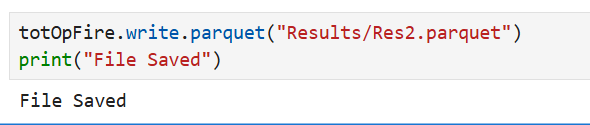 totOpFire.write.parquet("Results/Res2.parquet")
print("File Saved")
File Saved